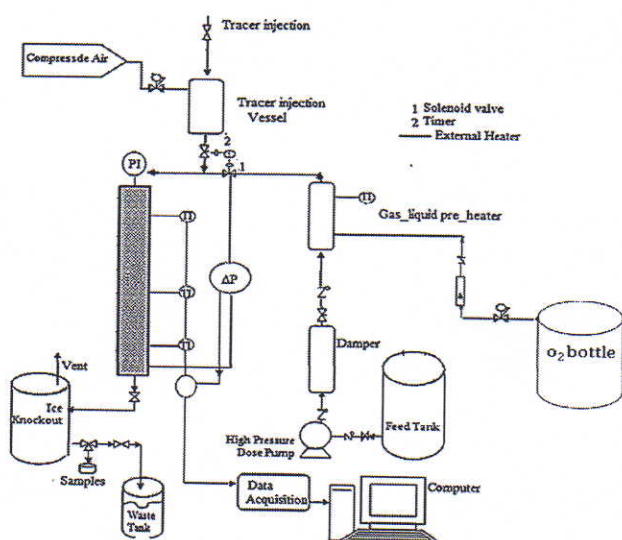 Tracer injection
Compressde Air
Tracer injection
Vessel
1 Solenoid valve
2 Timer
External Heater
2
1
PI
TI
Gas_liquid pre_heater
TI
ΔP
TI
TI
Damper
O₂ bottle
Vent
Ice
Knockout
Feed Tank
High Pressure
Dose Pump
Samples
Waste
Tank
Data
Acquisition
Computer